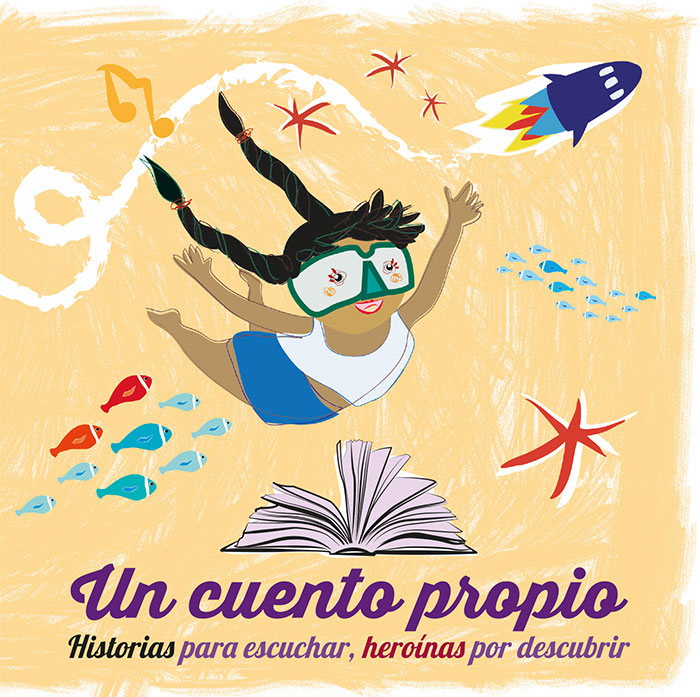 Un cuento propio
Historias para escuchar, heroínas por descubrir